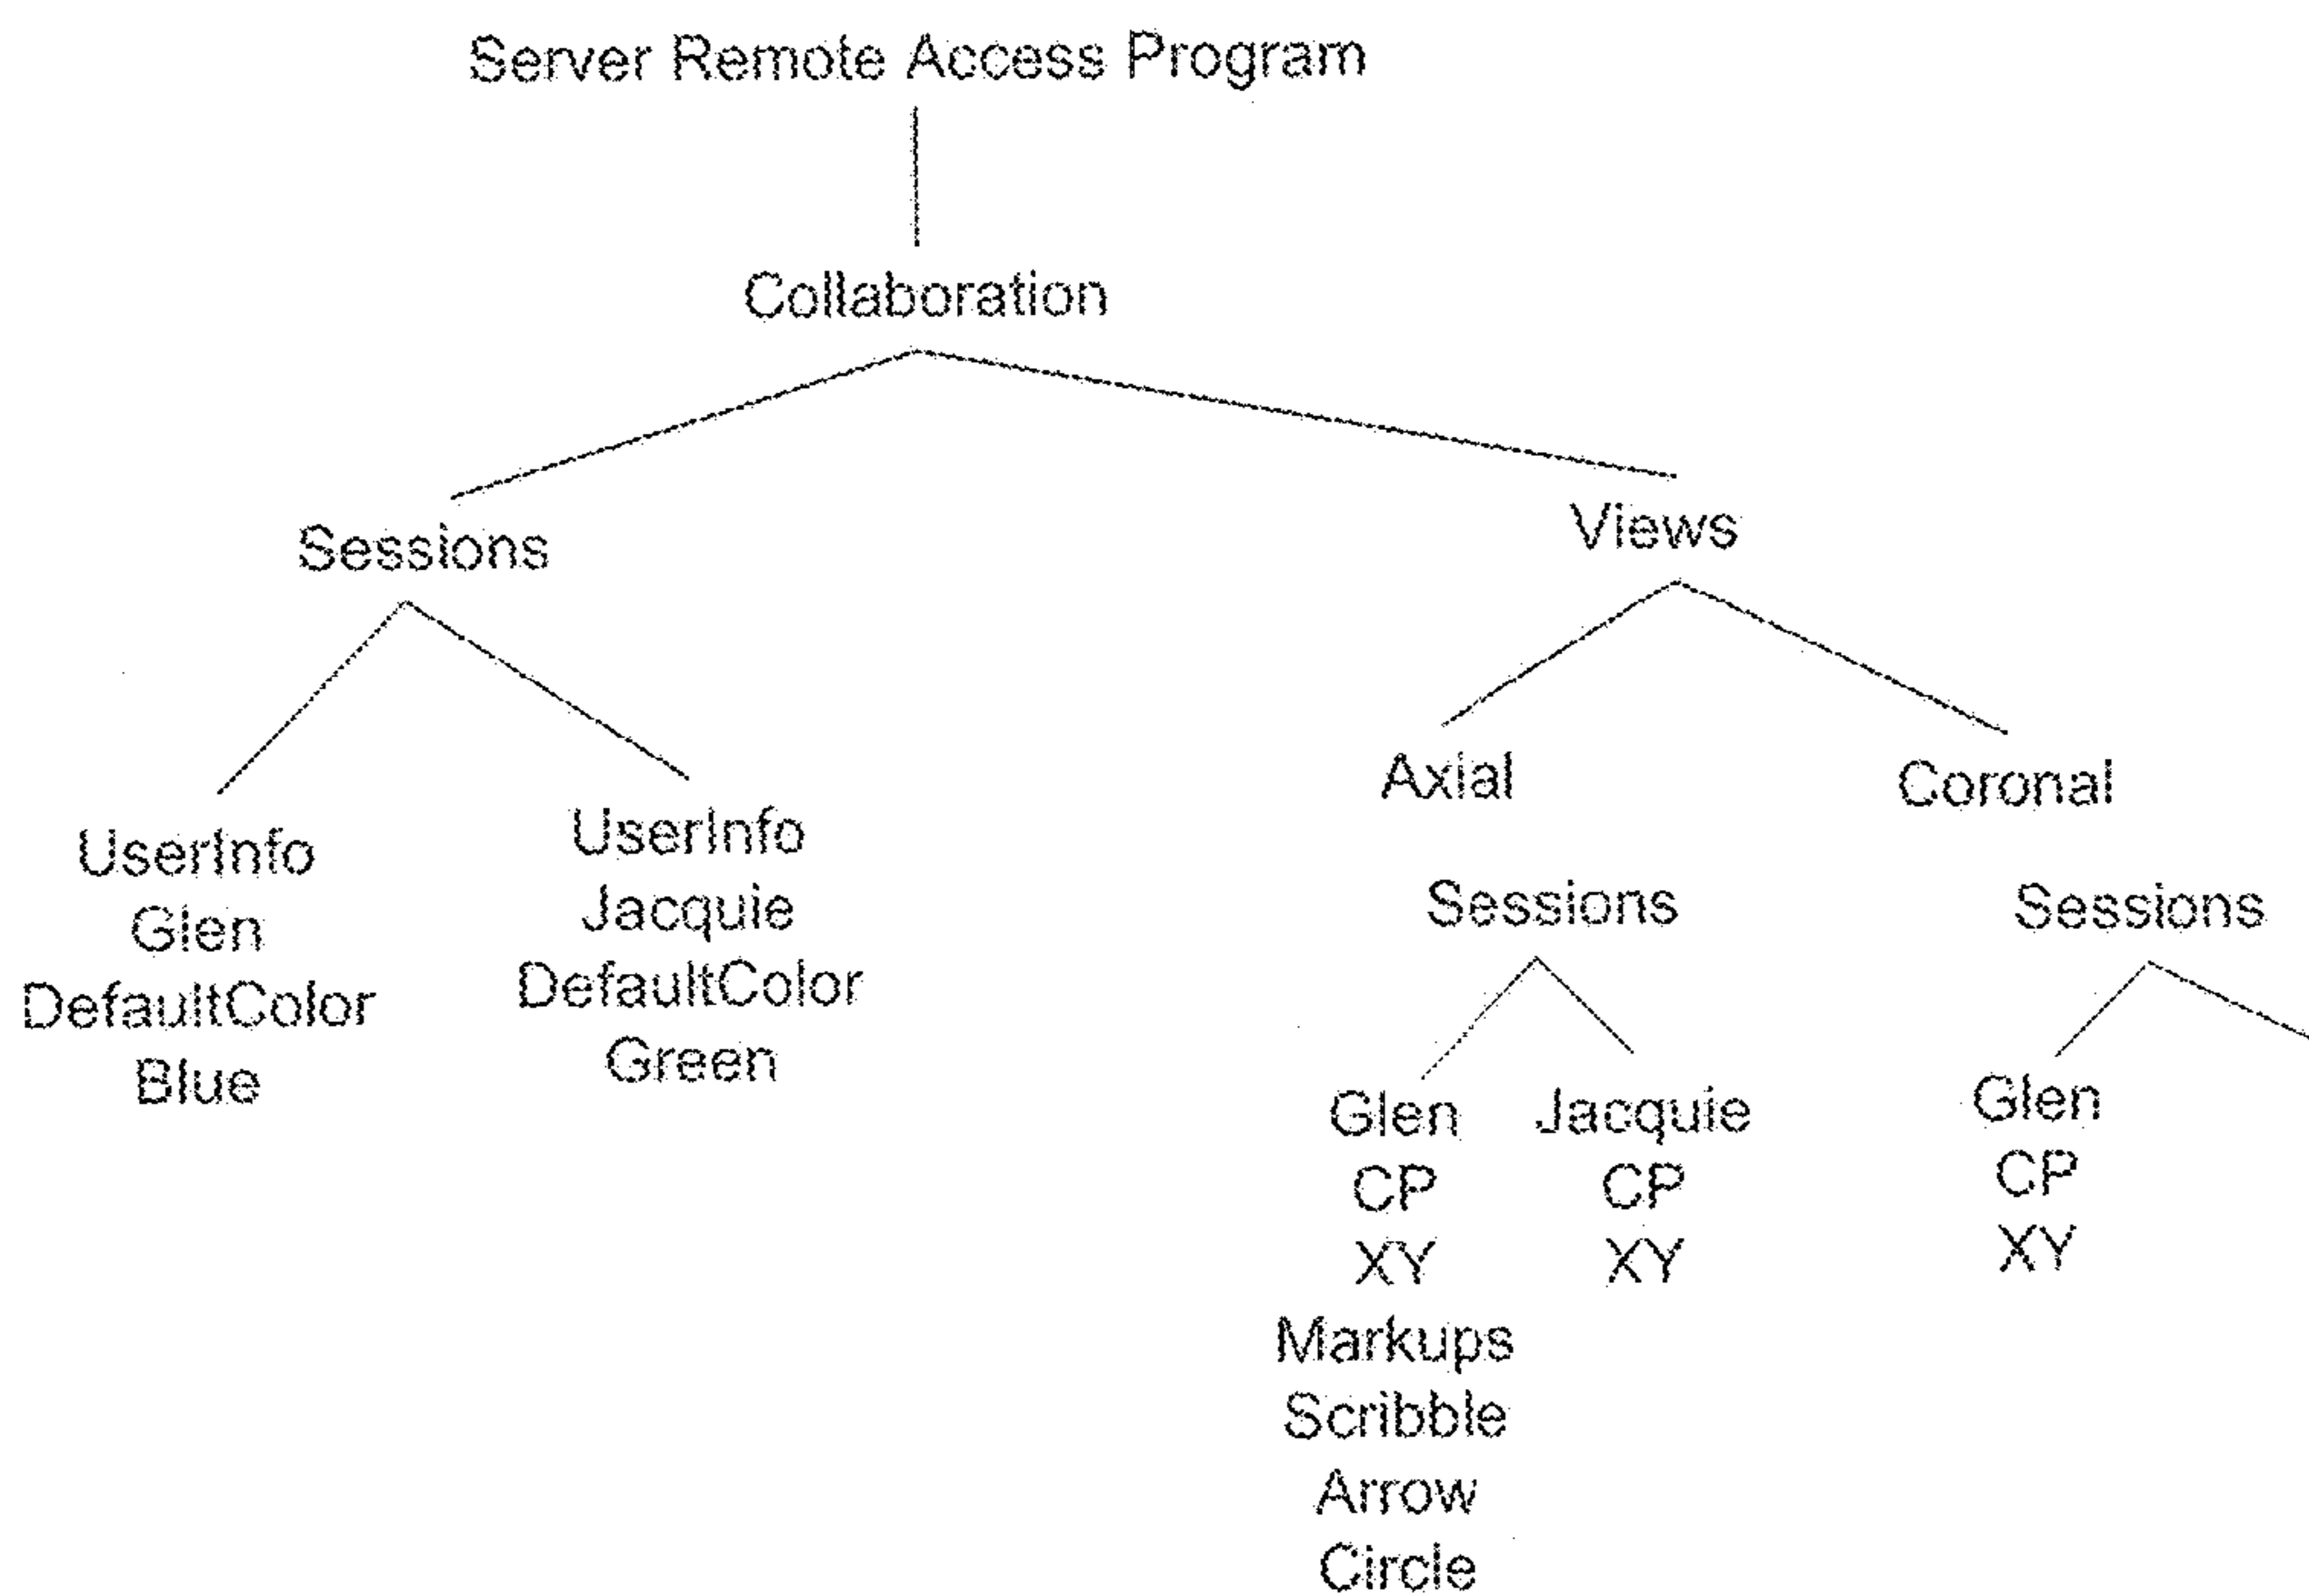 Server Remote Access Program
Collaboration
Sessions
Views
UserInfo
Glen
DefaultColor
Blue
UserInfo
Jacquie
DefaultColor
Green
Axial
Coronal
Sessions
Sessions
Glen
CP
XY
Markups
Scribble
Arrow
Circle
Jacquie
CP
XY
Glen
CP
XY